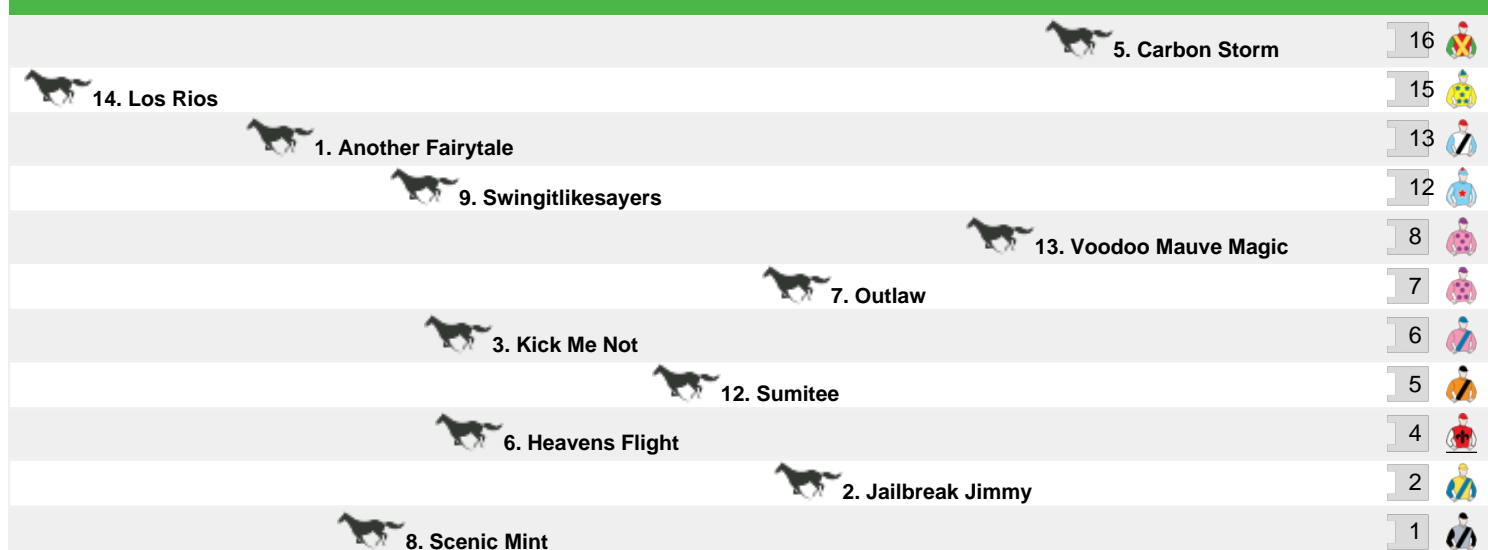 5. Carbon Storm 16
14. Los Rios 15
1. Another Fairytale 13
9. Swingitlikesayers 12
13. Voodoo Mauve Magic 8
7. Outlaw 7
3. Kick Me Not 6
12. Sumitee 5
6. Heavens Flight 4
2. Jailbreak Jimmy 2
8. Scenic Mint 1